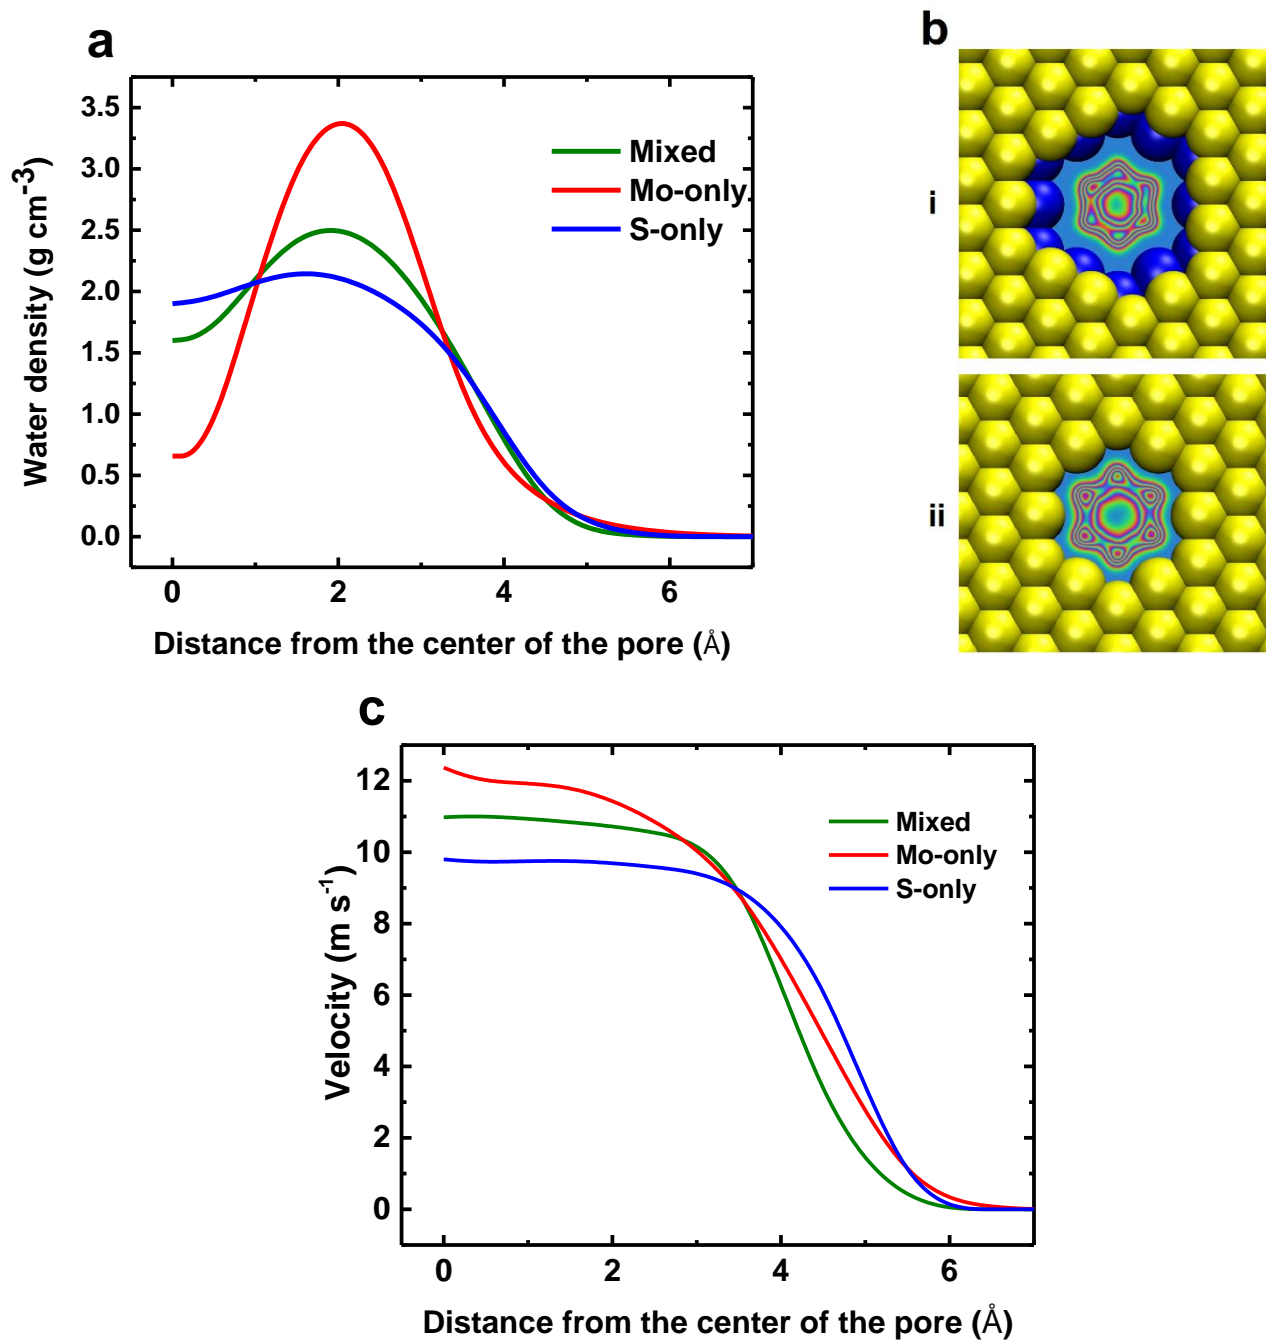 a
Water density (g cm⁻³)
3.5
3.0
2.5
2.0
1.5
1.0
0.5
0.0
Mixed
Mo-only
S-only
0 2 4 6
Distance from the center of the pore (Å)
b
i
ii
c
Velocity (m s⁻¹)
12
10
8
6
4
2
0
Mixed
Mo-only
S-only
0 2 4 6
Distance from the center of the pore (Å)